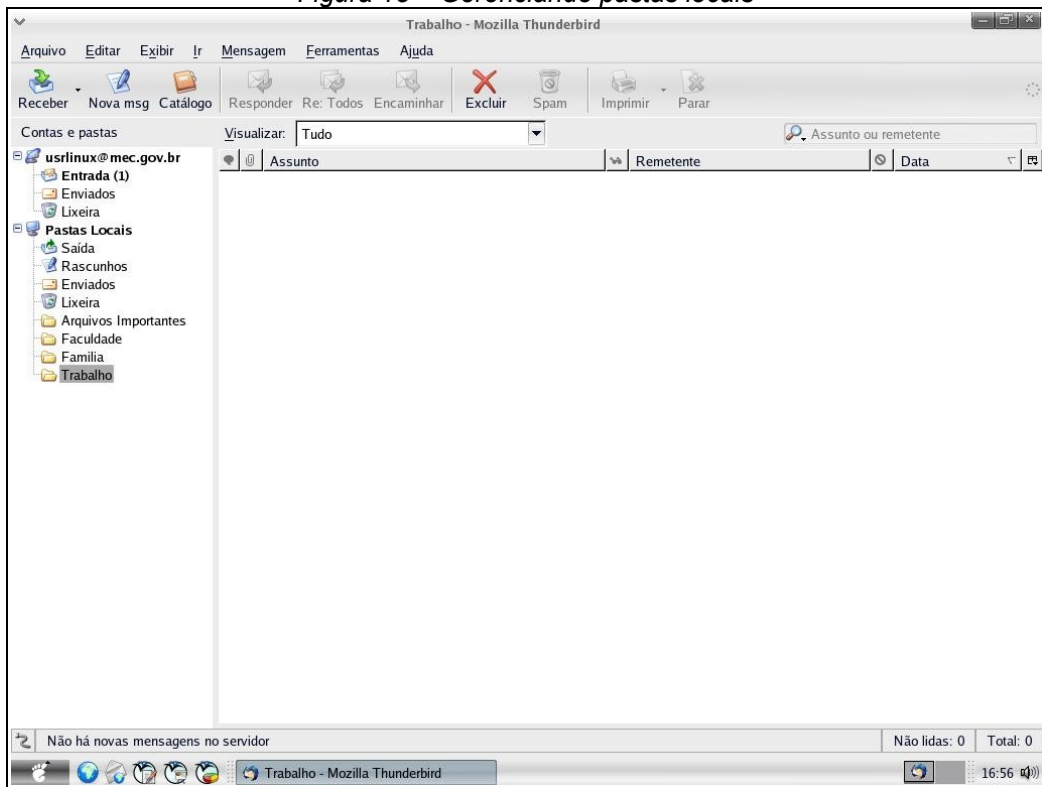 Figura 18 – Gerenciando pastas locais
Trabalho - Mozilla Thunderbird
Arquivo Editar Exibir Ir Mensagem Ferramentas Ajuda
Receber Nova msg Catálogo Responder Re: Todos Encaminhar Excluir Spam Imprimir Parar
Contas e pastas Visualizar: Tudo Assunto ou remetente
Assunto Remetente Data
usrlinux@mec.gov.br
Entrada (1)
Enviados
Lixeira
Pastas Locais
Saída
Rascunhos
Enviados
Lixeira
Arquivos Importantes
Faculdade
Familia
Trabalho
Não há novas mensagens no servidor Não lidas: 0 Total: 0
Trabalho - Mozilla Thunderbird 16:56